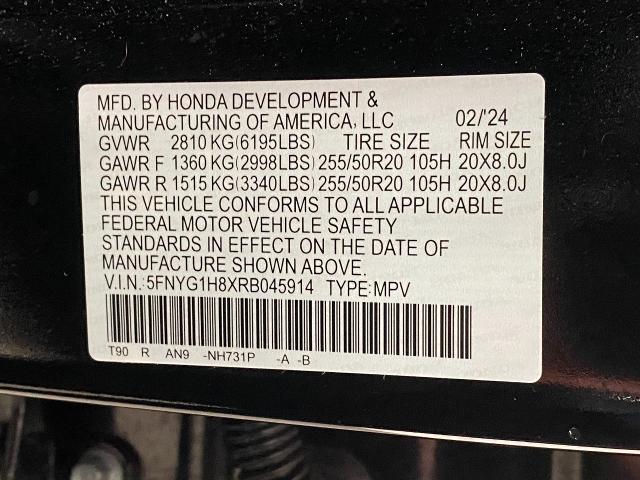 MFD. BY HONDA DEVELOPMENT &
MANUFACTURING OF AMERICA, LLC 02/'24
GVWR 2810 KG(6195LBS) TIRE SIZE RIM SIZE
GAWR F 1360 KG(2998LBS) 255/50R20 105H 20X8.0J
GAWR R 1515 KG(3340LBS) 255/50R20 105H 20X8.0J
THIS VEHICLE CONFORMS TO ALL APPLICABLE
FEDERAL MOTOR VEHICLE SAFETY
STANDARDS IN EFFECT ON THE DATE OF
MANUFACTURE SHOWN ABOVE.
V.I.N.:5FNYG1H8XRB045914 TYPE:MPV
T90 R AN9 -NH731P -A -B